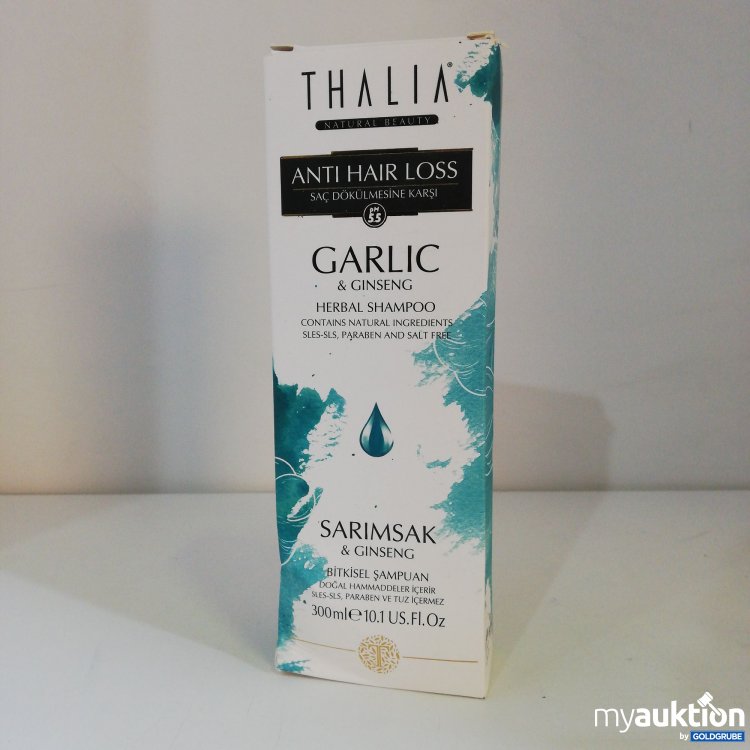 THALIA®
NATURAL BEAUTY
ANTI HAIR LOSS
SAÇ DÖKÜLMESİNE KARŞI
pH
5.5
GARLIC
& GINSENG
HERBAL SHAMPOO
CONTAINS NATURAL INGREDIENTS
SLES-SLS, PARABEN AND SALT FREE
SARIMSAK
& GINSENG
BİTKİSEL ŞAMPUAN
DOĞAL HAMMADDELER İÇERİR
SLES-SLS, PARABEN VE TUZ İÇERMEZ
300ml℮10.1 US.Fl.Oz
myauktion
by GOLDGRUBE